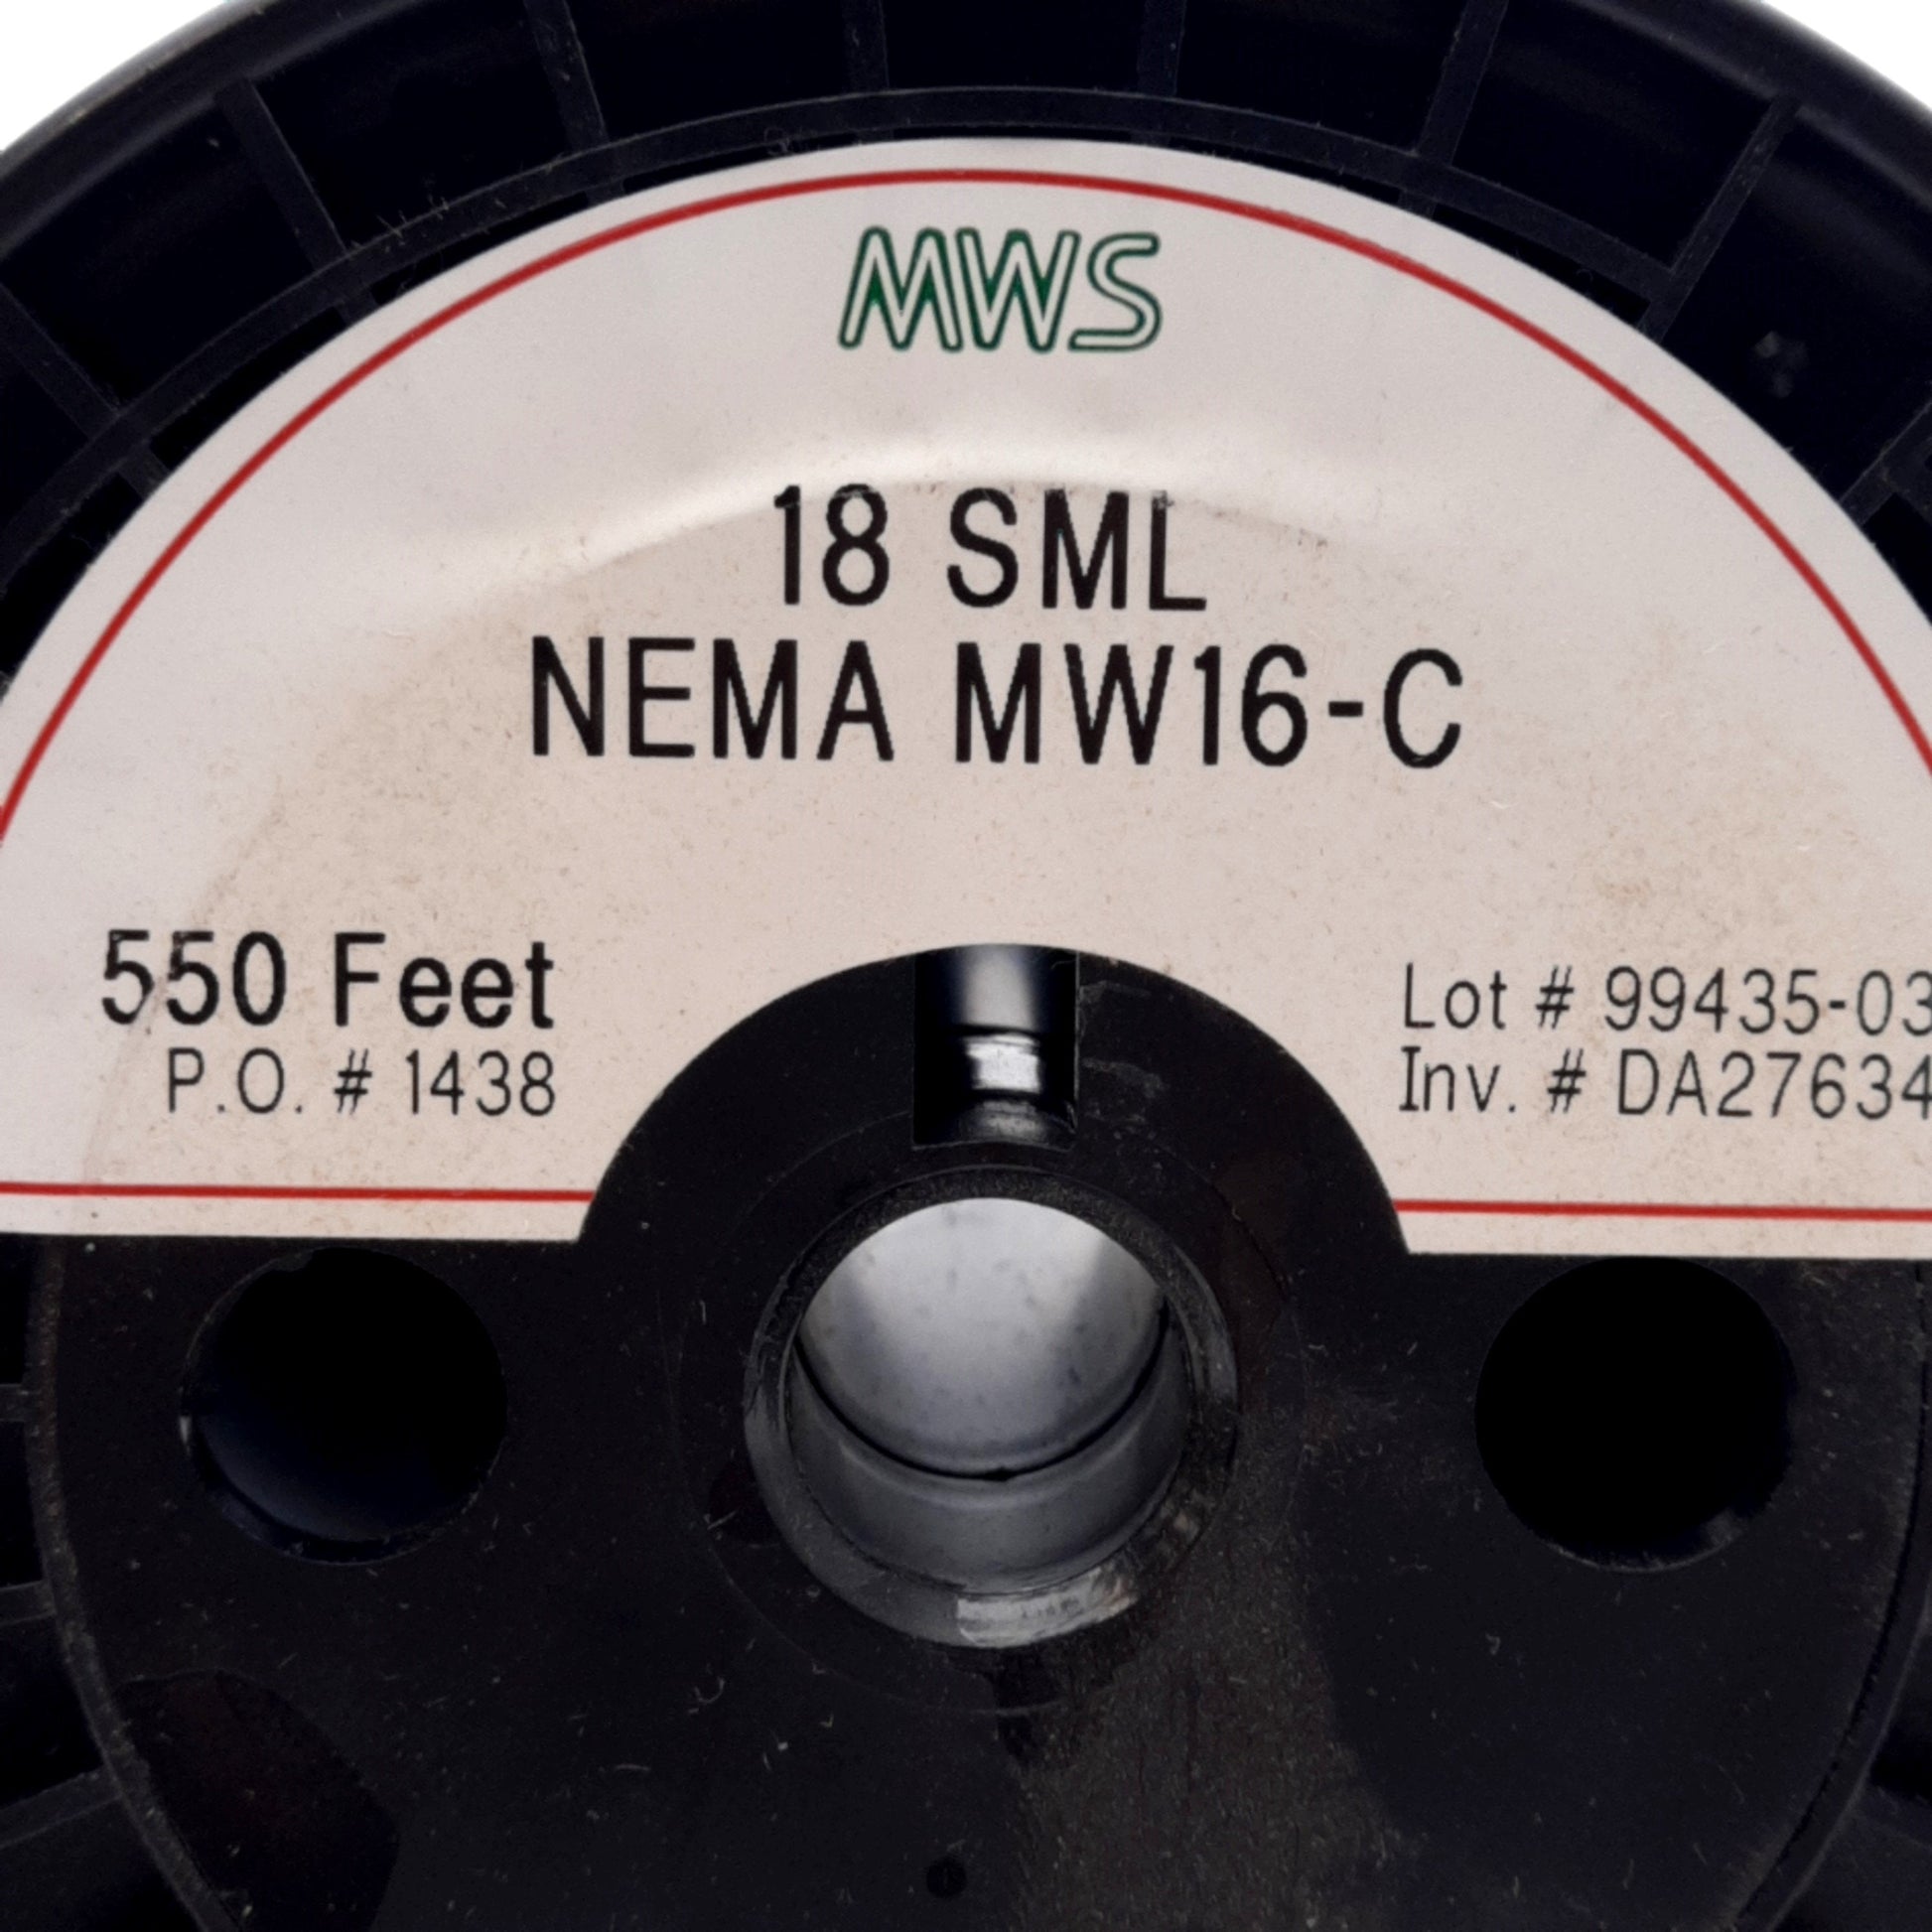 MWS
18 SML
NEMA MW16-C
550 Feet
P.O. # 1438
Lot # 99435-03
Inv. # DA27634